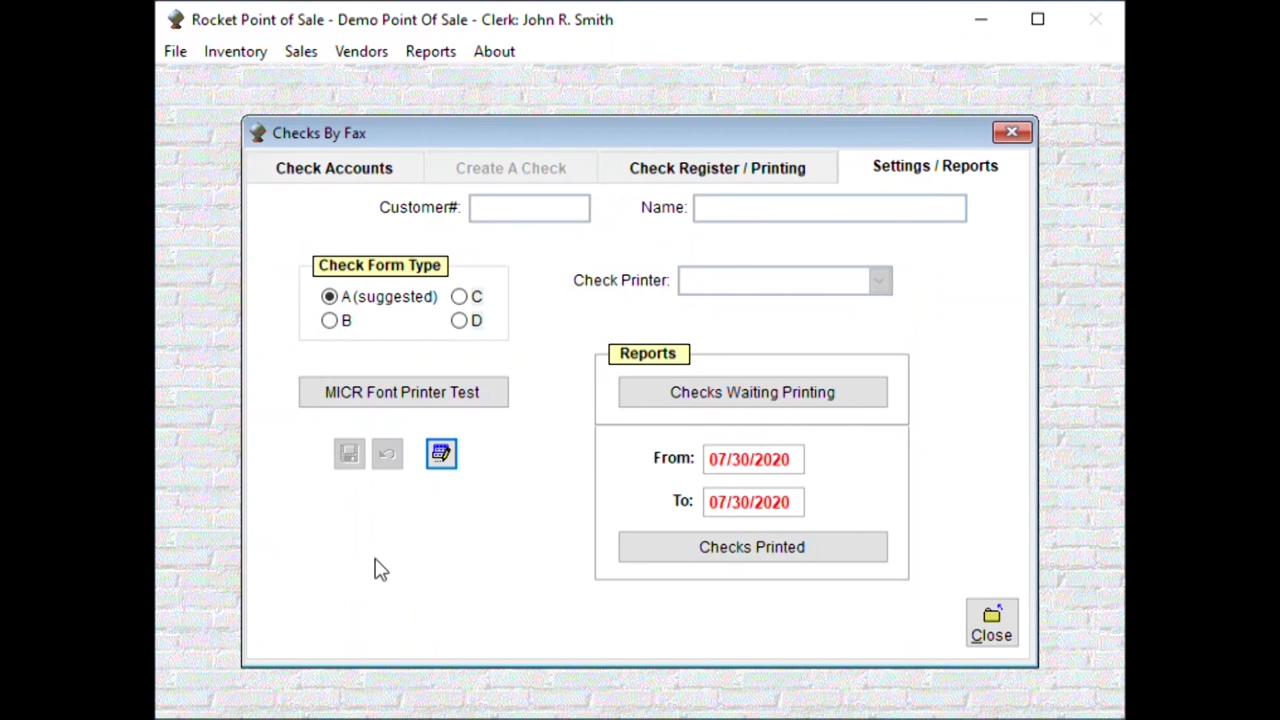 Rocket Point of Sale - Demo Point Of Sale - Clerk: John R. Smith
File Inventory Sales Vendors Reports About
Checks By Fax
Check Accounts Create A Check Check Register / Printing Settings / Reports
Customer#: Name:
Check Form Type
Check Printer:
A (suggested) C
B D
Reports
MICR Font Printer Test
Checks Waiting Printing
From: 07/30/2020
To: 07/30/2020
Checks Printed
Close